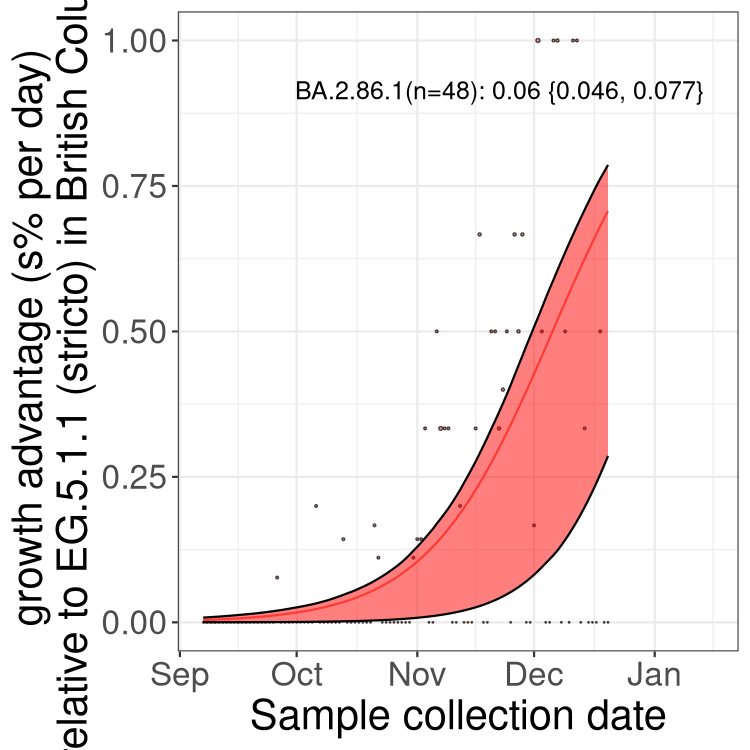 growth advantage (s% per day)
relative to EG.5.1.1 (stricto) in British
1.00
0.75
0.50
0.25
0.00
BA.2.86.1(n=48): 0.06 {0.046, 0.077}
Sep Oct Nov Dec Jan
Sample collection date